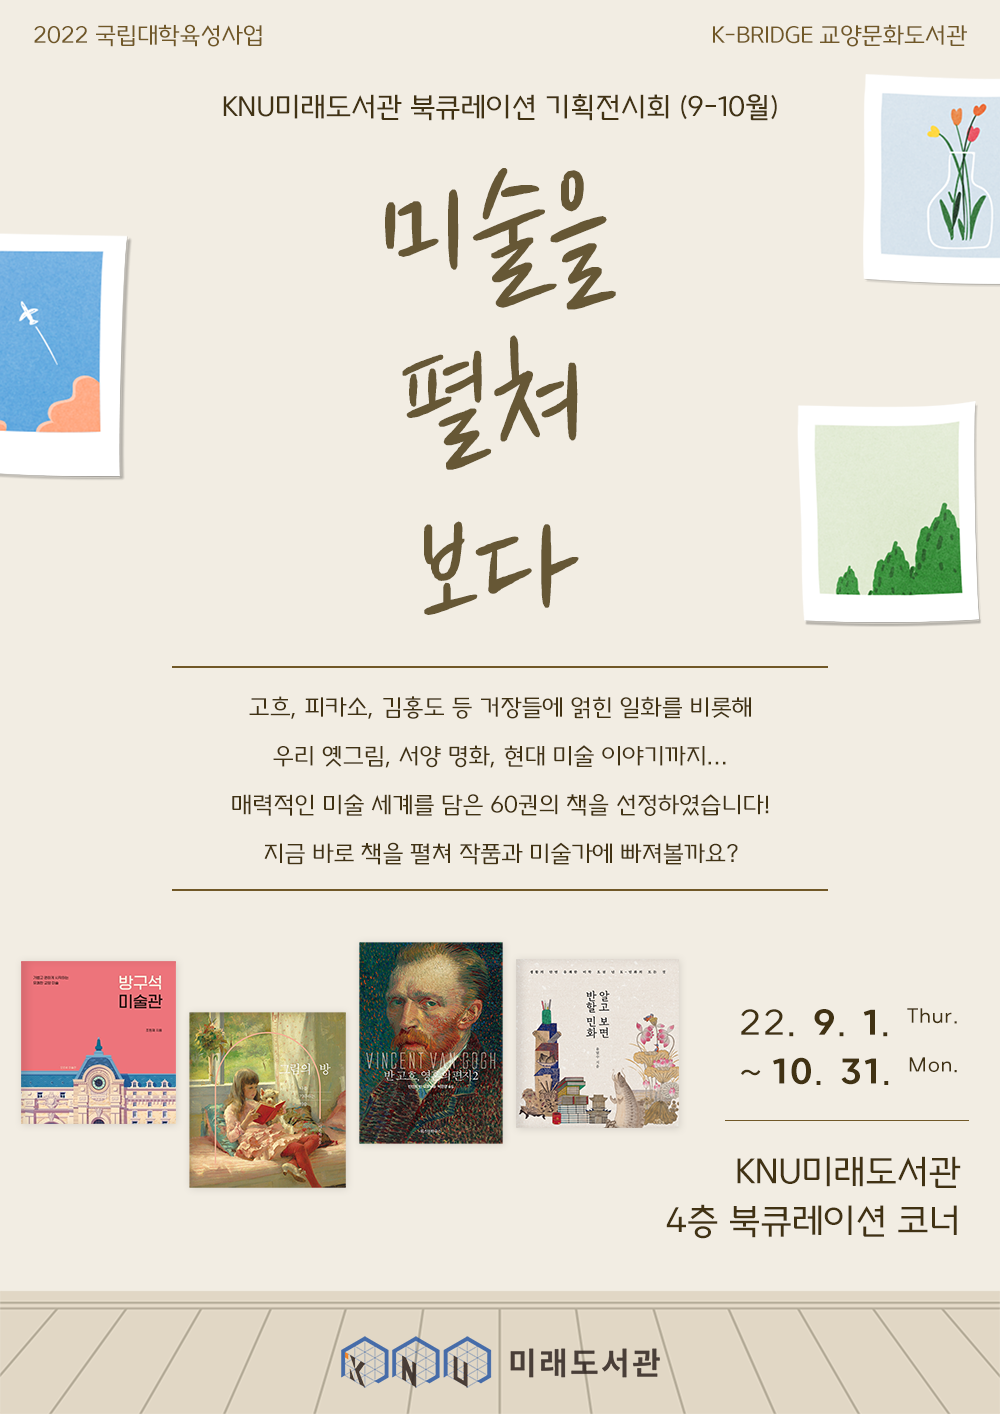 2022 국립대학육성사업
K-BRIDGE 교양문화도서관
KNU미래도서관 북큐레이션 기획전시회 (9-10월)
미술을
펼쳐
보다
고흐, 피카소, 김홍도 등 거장들에 얽힌 일화를 비롯해
우리 옛그림, 서양 명화, 현대 미술 이야기까지...
매력적인 미술 세계를 담은 60권의 책을 선정하였습니다!
지금 바로 책을 펼쳐 작품과 미술가에 빠져볼까요?
방구석
미술관
그림의 방
VINCENT VAN GOGH
반 고흐, 영혼의 편지2
알고 보면
반할 민화
22. 9. 1. Thur.
~ 10. 31. Mon.
KNU미래도서관
4층 북큐레이션 코너
KNU 미래도서관